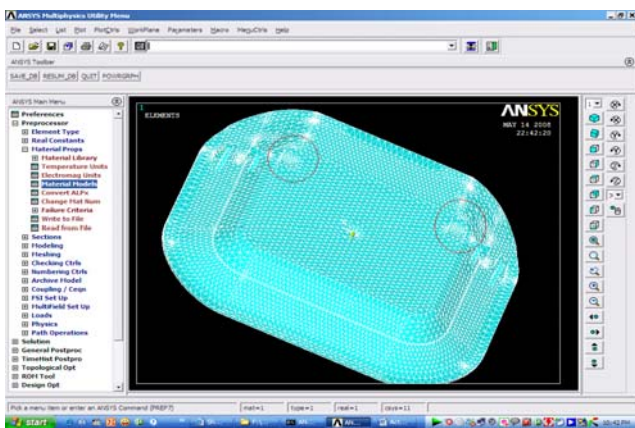 ANSYS Multiphysics Utility Menu
File Select List Plot PlotCtrls WorkPlane Parameters Macro MenuCtrls Help
ANSYS Toolbar
SAVE_DB RESUM_DB QUIT POWRGRPH
ANSYS Main Menu
Preferences
Preprocessor
Element Type
Real Constants
Material Props
Material Library
Temperature Units
Electromag Units
Material Models
Convert ALPx
Change Mat Num
Failure Criteria
Write to File
Read from File
Sections
Modeling
Meshing
Checking Ctrls
Numbering Ctrls
Archive Model
Coupling / Ceqn
FSI Set Up
MultiField Set Up
Loads
Physics
Path Operations
Solution
General Postproc
TimeHist Postpro
Topological Opt
ROM Tool
Design Opt
1
ELEMENTS
ANSYS
MAY 14 2008
22:42:20
1
Pick a menu item or enter an ANSYS Command (PREP7)
mat=1
type=1
real=1
csys=11
start
10:42 PM